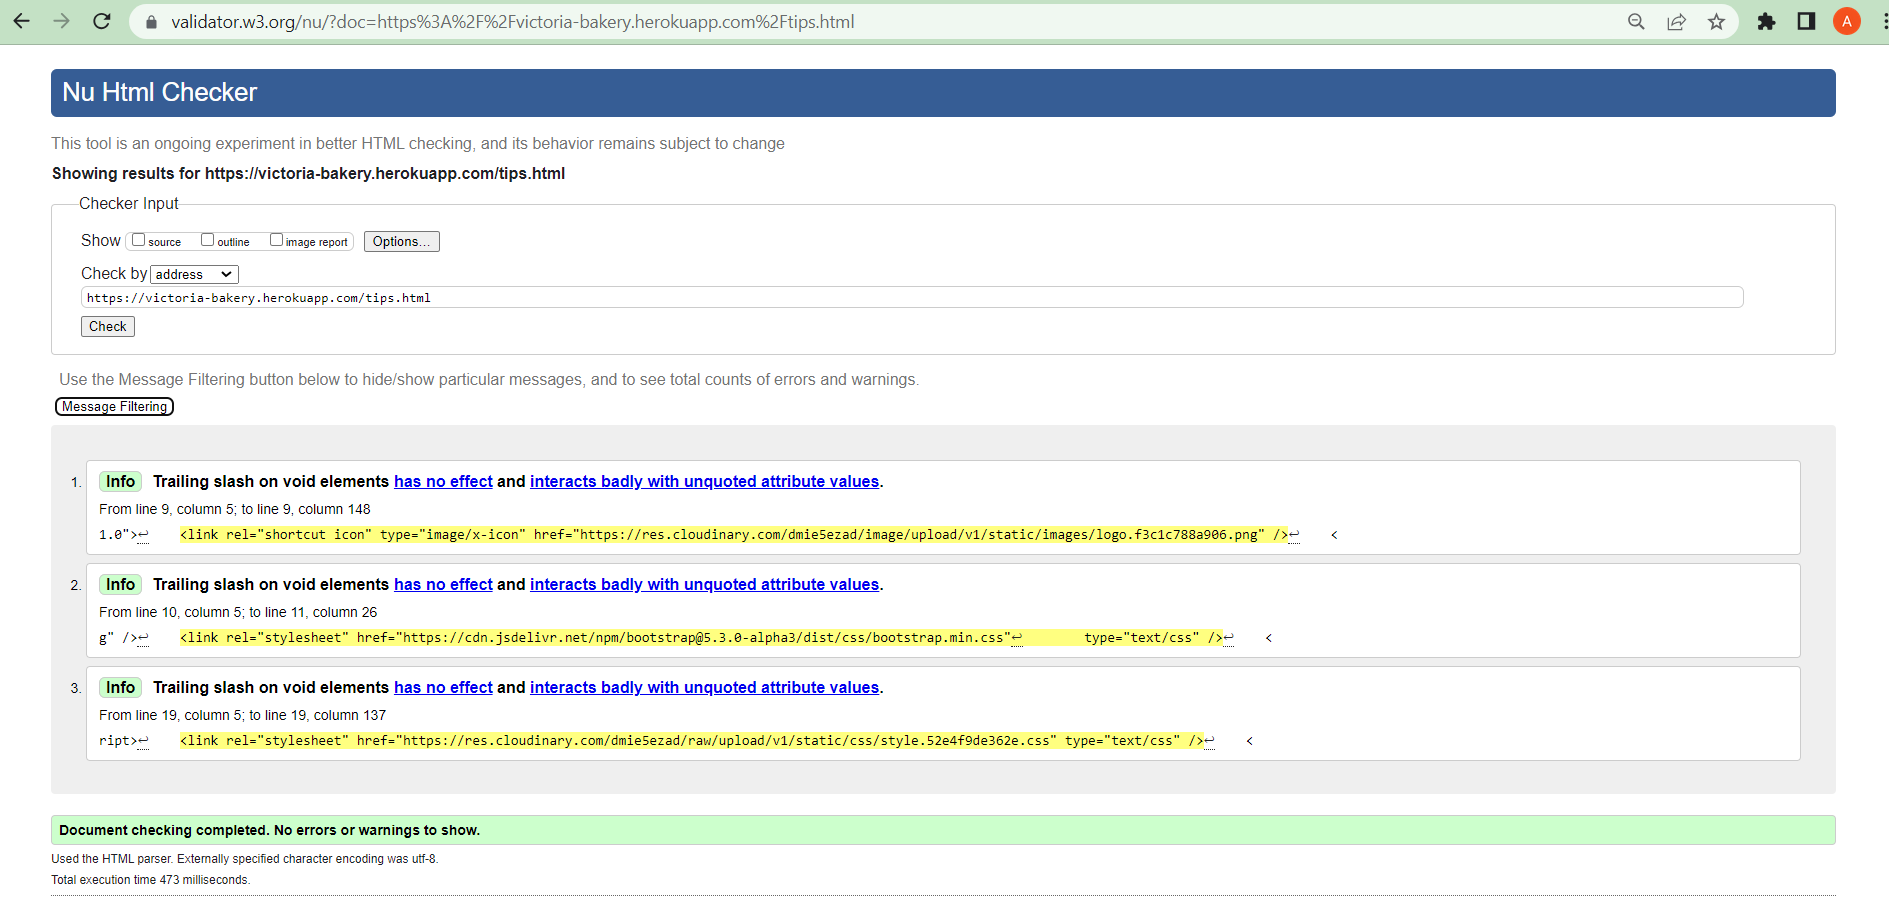 validator.w3.org/nu/?doc=https%3A%2F%2Fvictoria-bakery.herokuapp.com%2Ftips.html
A
Nu Html Checker
This tool is an ongoing experiment in better HTML checking, and its behavior remains subject to change
Showing results for https://victoria-bakery.herokuapp.com/tips.html
Checker Input
Show source outline image report Options...
Check by address
https://victoria-bakery.herokuapp.com/tips.html
Check
Use the Message Filtering button below to hide/show particular messages, and to see total counts of errors and warnings.
Message Filtering
1. Info Trailing slash on void elements has no effect and interacts badly with unquoted attribute values.
From line 9, column 5; to line 9, column 148
1.0">↩ <link rel="shortcut icon" type="image/x-icon" href="https://res.cloudinary.com/dmie5ezad/image/upload/v1/static/images/logo.f3c1c788a906.png" />↩ <
2. Info Trailing slash on void elements has no effect and interacts badly with unquoted attribute values.
From line 10, column 5; to line 11, column 26
g" />↩ <link rel="stylesheet" href="https://cdn.jsdelivr.net/npm/bootstrap@5.3.0-alpha3/dist/css/bootstrap.min.css"↩ type="text/css" />↩ <
3. Info Trailing slash on void elements has no effect and interacts badly with unquoted attribute values.
From line 19, column 5; to line 19, column 137
ript>↩ <link rel="stylesheet" href="https://res.cloudinary.com/dmie5ezad/raw/upload/v1/static/css/style.52e4f9de362e.css" type="text/css" />↩ <
Document checking completed. No errors or warnings to show.
Used the HTML parser. Externally specified character encoding was utf-8.
Total execution time 473 milliseconds.